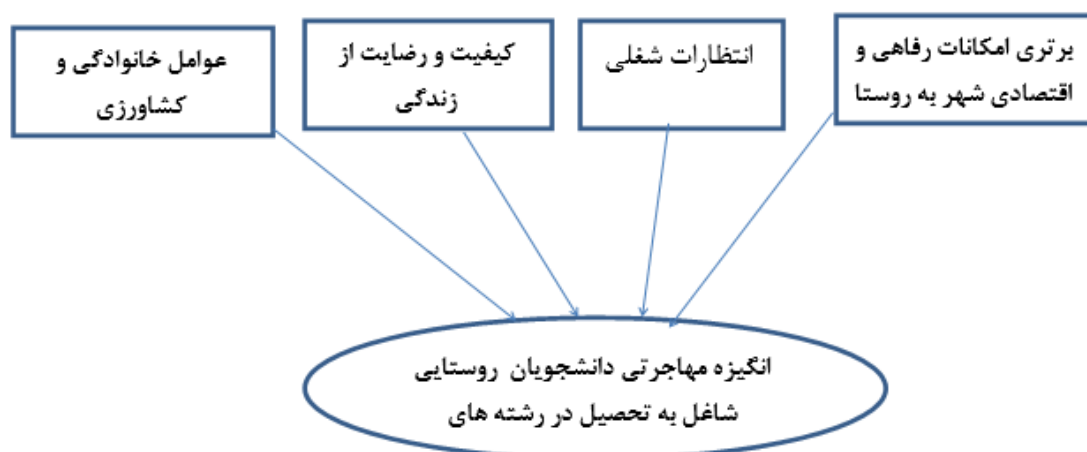 برتری امکانات رفاهی و
اقتصادی شهر به روستا
انتظارات شغلی
کیفیت و رضایت از
زندگی
عوامل خانوادگی و
کشاورزی
انگیزه مهاجرتی دانشجویان روستایی
شاغل به تحصیل در رشته های